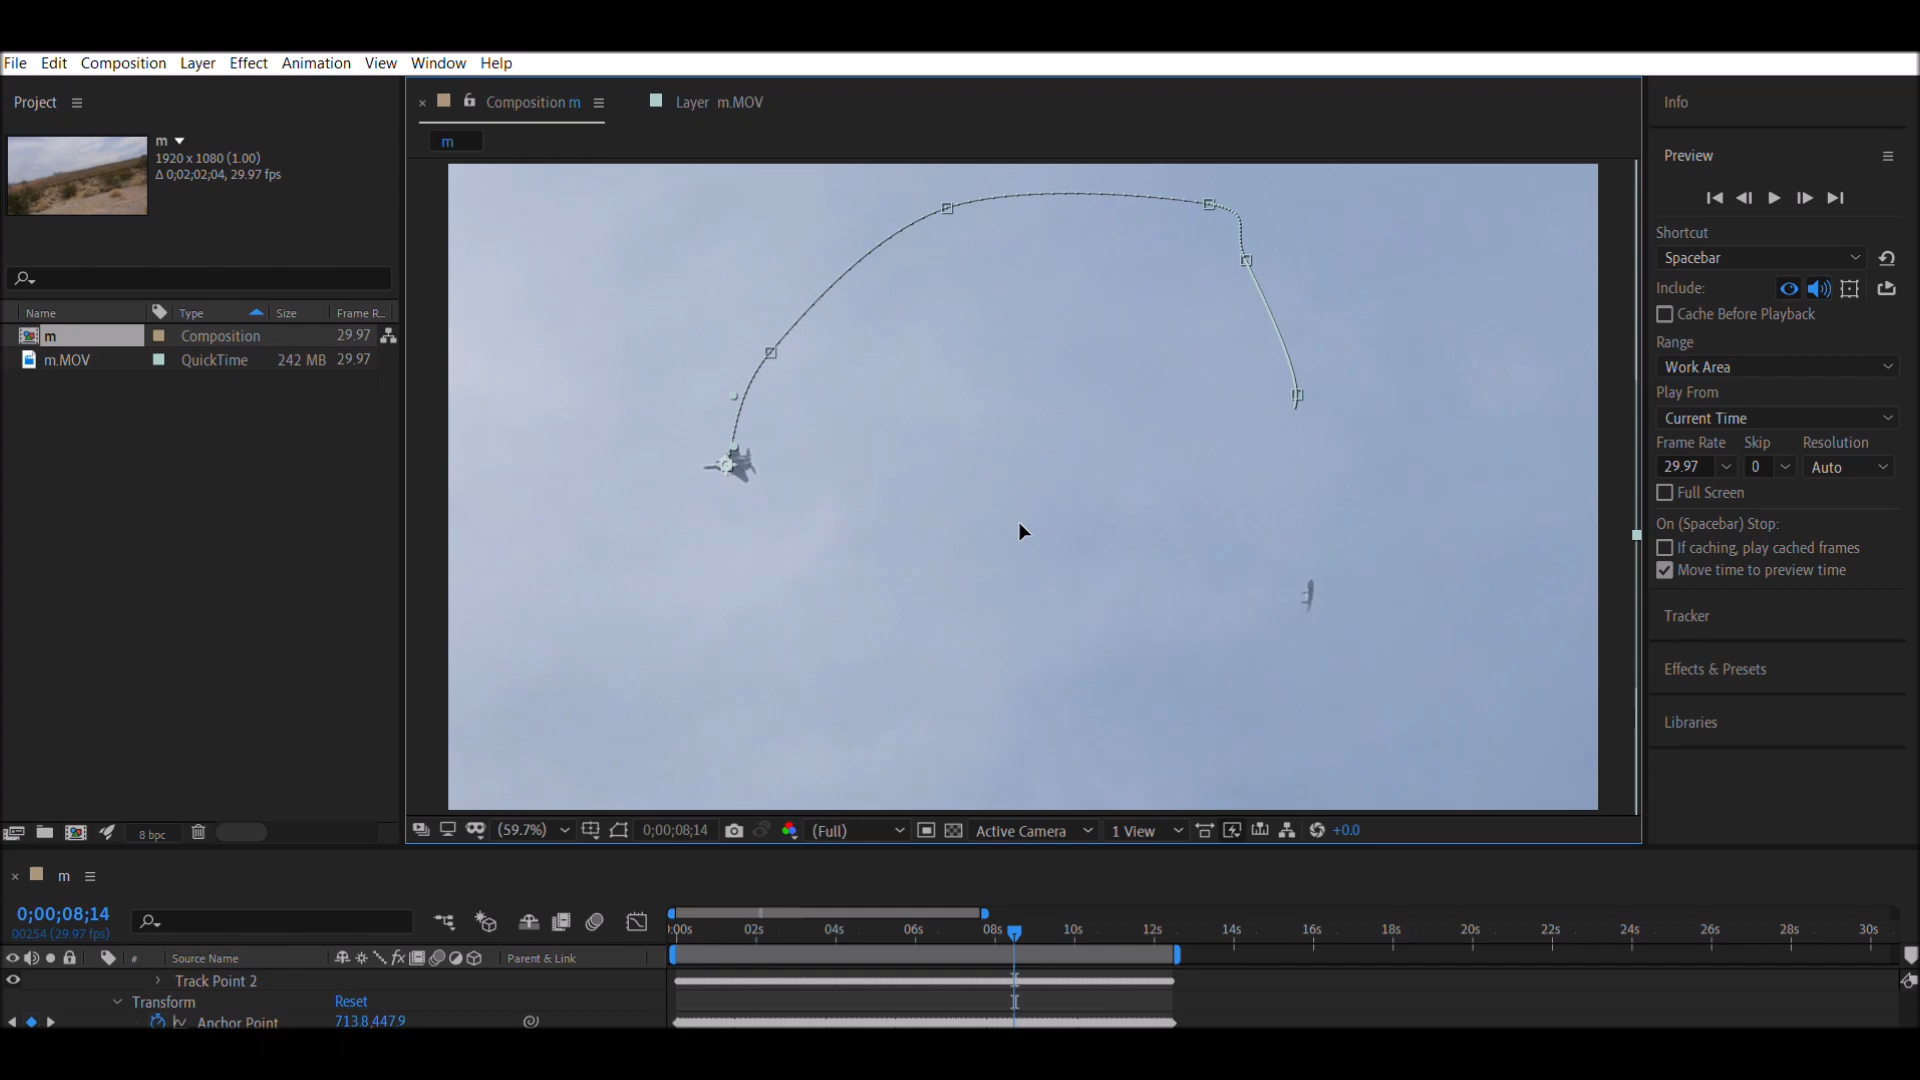 File Edit Composition Layer Effect Animation View Window Help
Project
m
1920 x 1080 (1.00)
Δ 0;02;02;04, 29.97 fps
Name Type Size Frame R...
m Composition 29.97
m.MOV QuickTime 242 MB 29.97
8 bpc
Composition m Layer m.MOV
m
(59.7%) 0;00;08;14 (Full) Active Camera 1 View +0.0
Info
Preview
Shortcut
Spacebar
Include:
Cache Before Playback
Range
Work Area
Play From
Current Time
Frame Rate Skip Resolution
29.97 0 Auto
Full Screen
On (Spacebar) Stop:
If caching, play cached frames
Move time to preview time
Tracker
Effects & Presets
Libraries
m
0;00;08;14
00254 (29.97 fps)
# Source Name Parent & Link
Track Point 2
Transform Reset
Anchor Point 713.8,447.9
:00s 02s 04s 06s 08s 10s 12s 14s 16s 18s 20s 22s 24s 26s 28s 30s